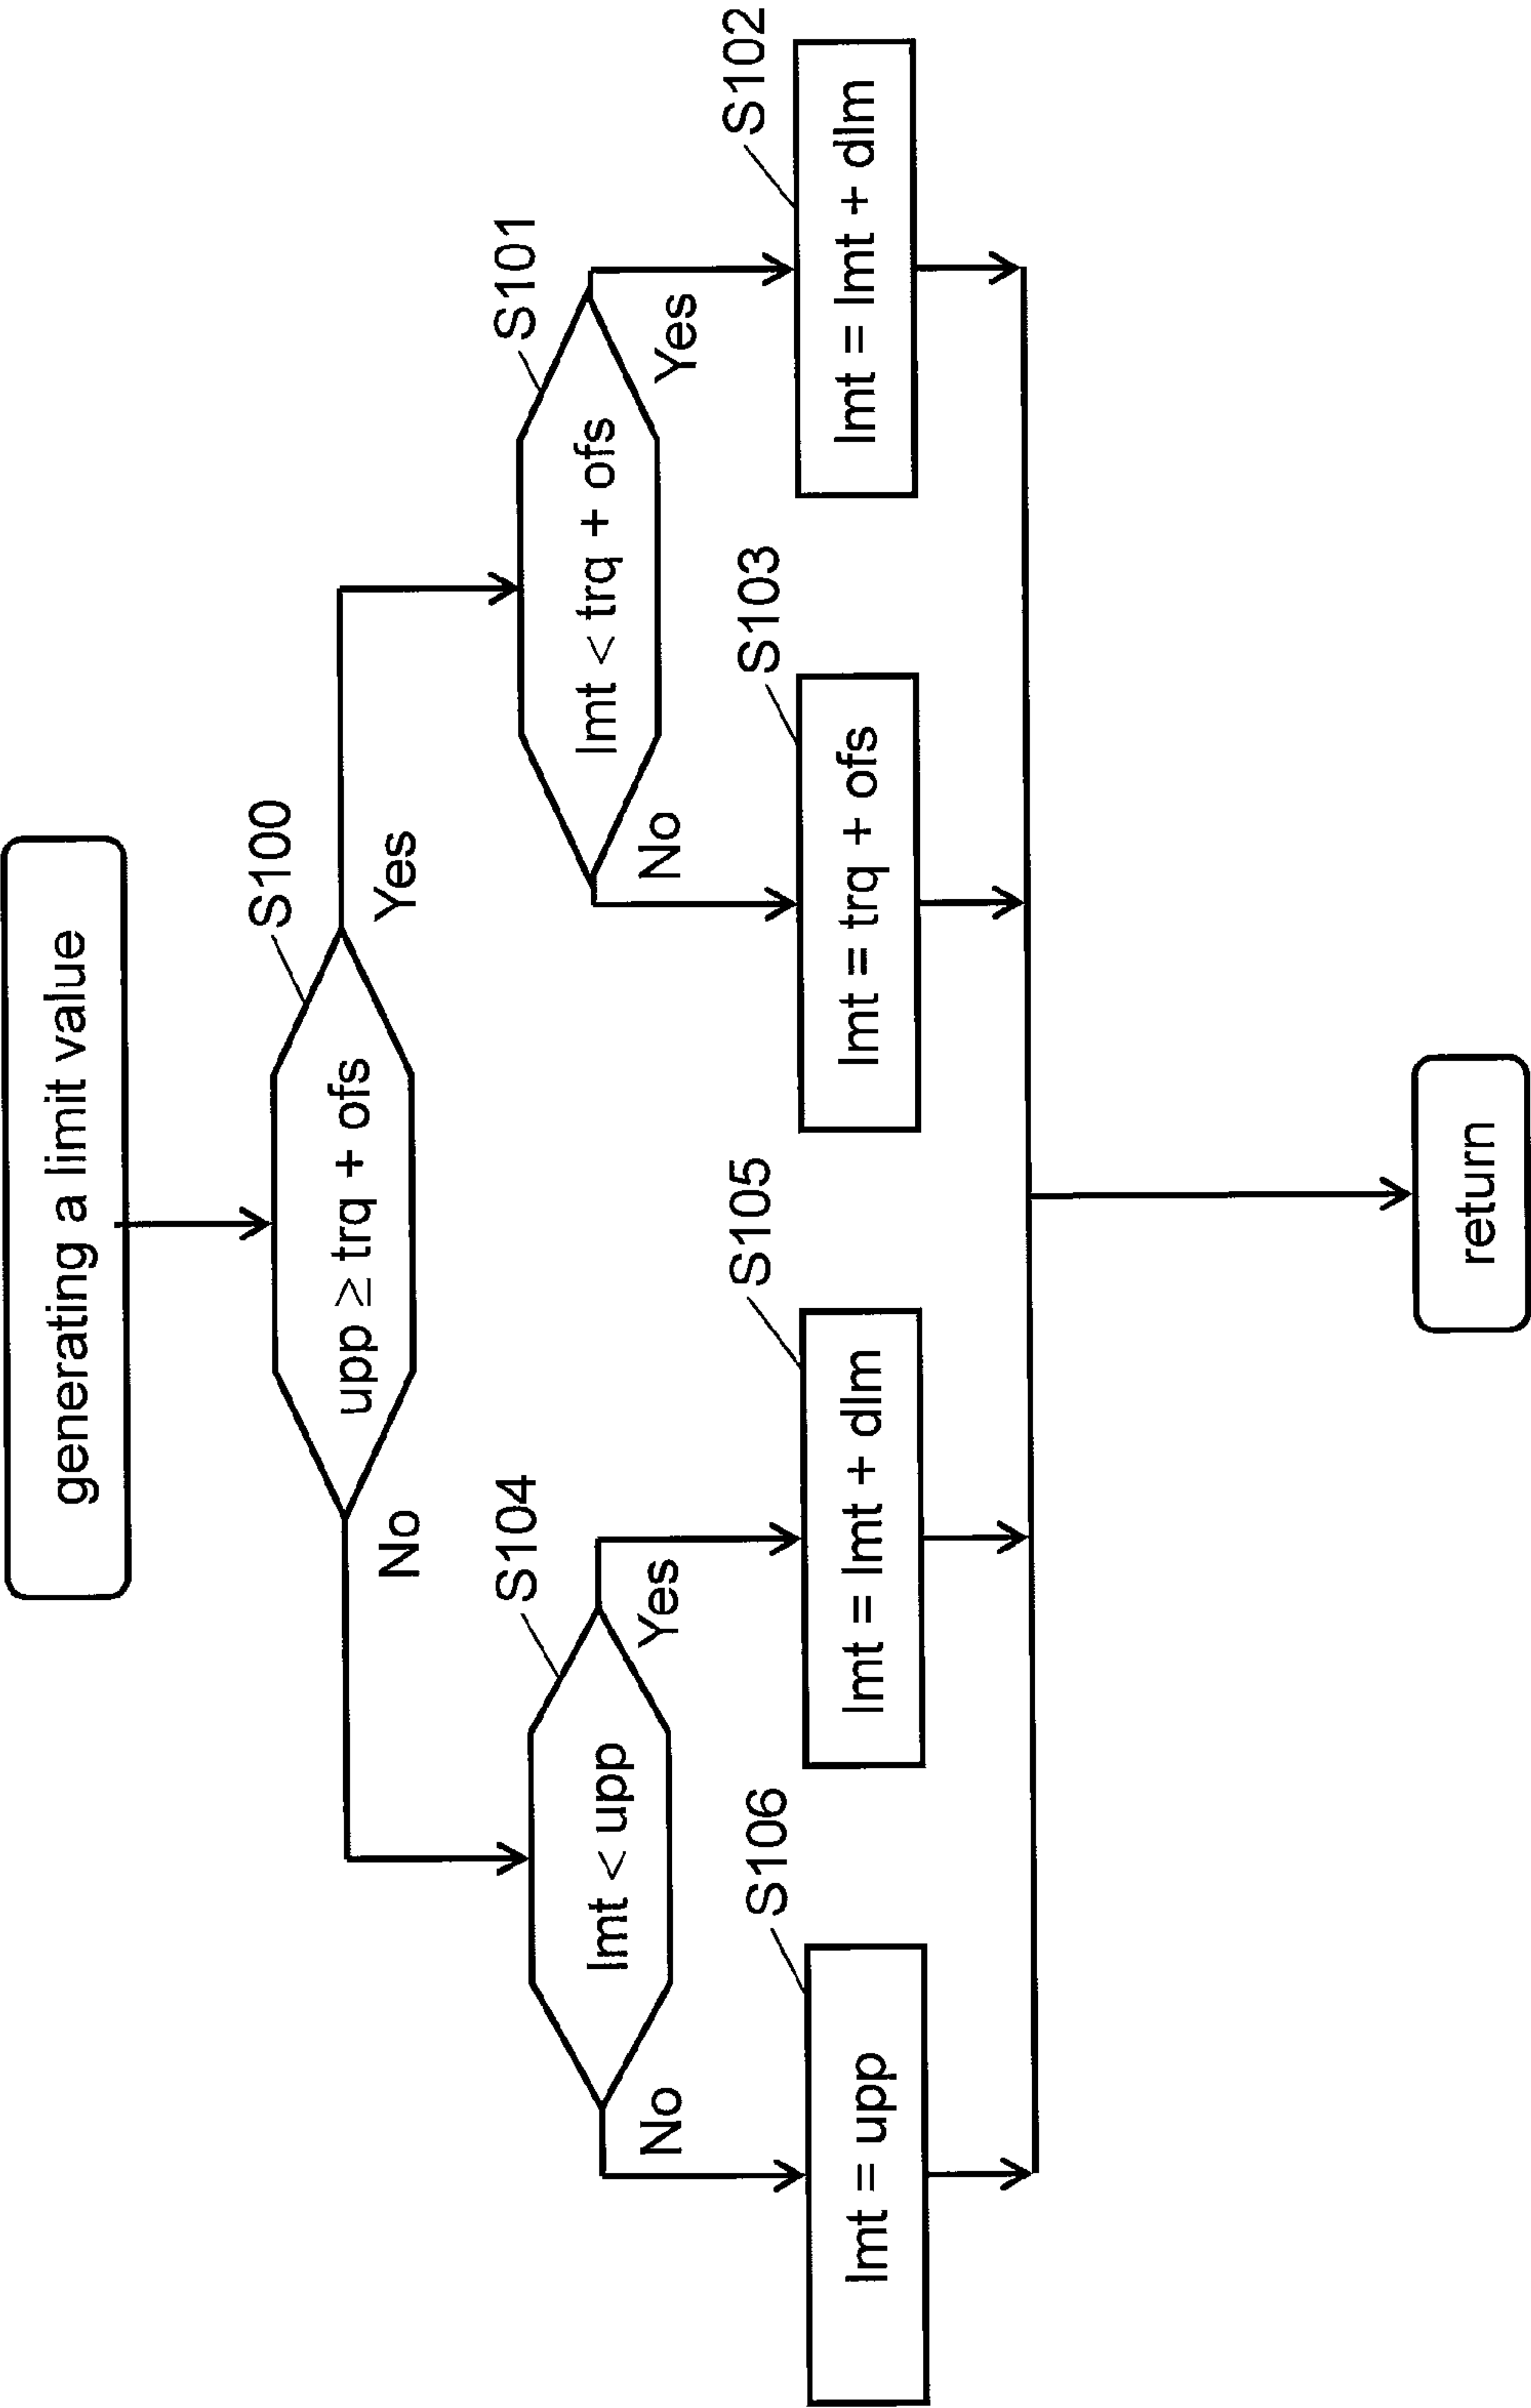 generating a limit value
S100
upp ≥ trq + ofs
No
Yes
S104
lmt < upp
No
Yes
S101
lmt < trq + ofs
No
Yes
S106
lmt = upp
S105
lmt = lmt + dlm
S103
lmt = trq + ofs
S102
lmt = lmt + dlm
return